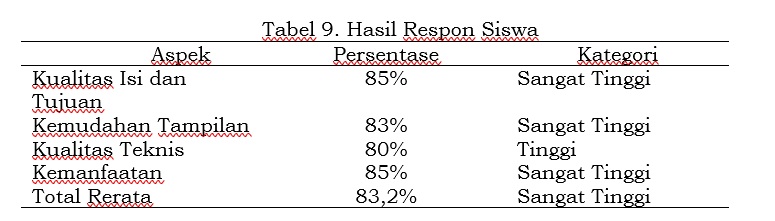 Tabel 9. Hasil Respon Siswa
Aspek Persentase Kategori
Kualitas Isi dan 85% Sangat Tinggi
Tujuan
Kemudahan Tampilan 83% Sangat Tinggi
Kualitas Teknis 80% Tinggi
Kemanfaatan 85% Sangat Tinggi
Total Rerata 83,2% Sangat Tinggi